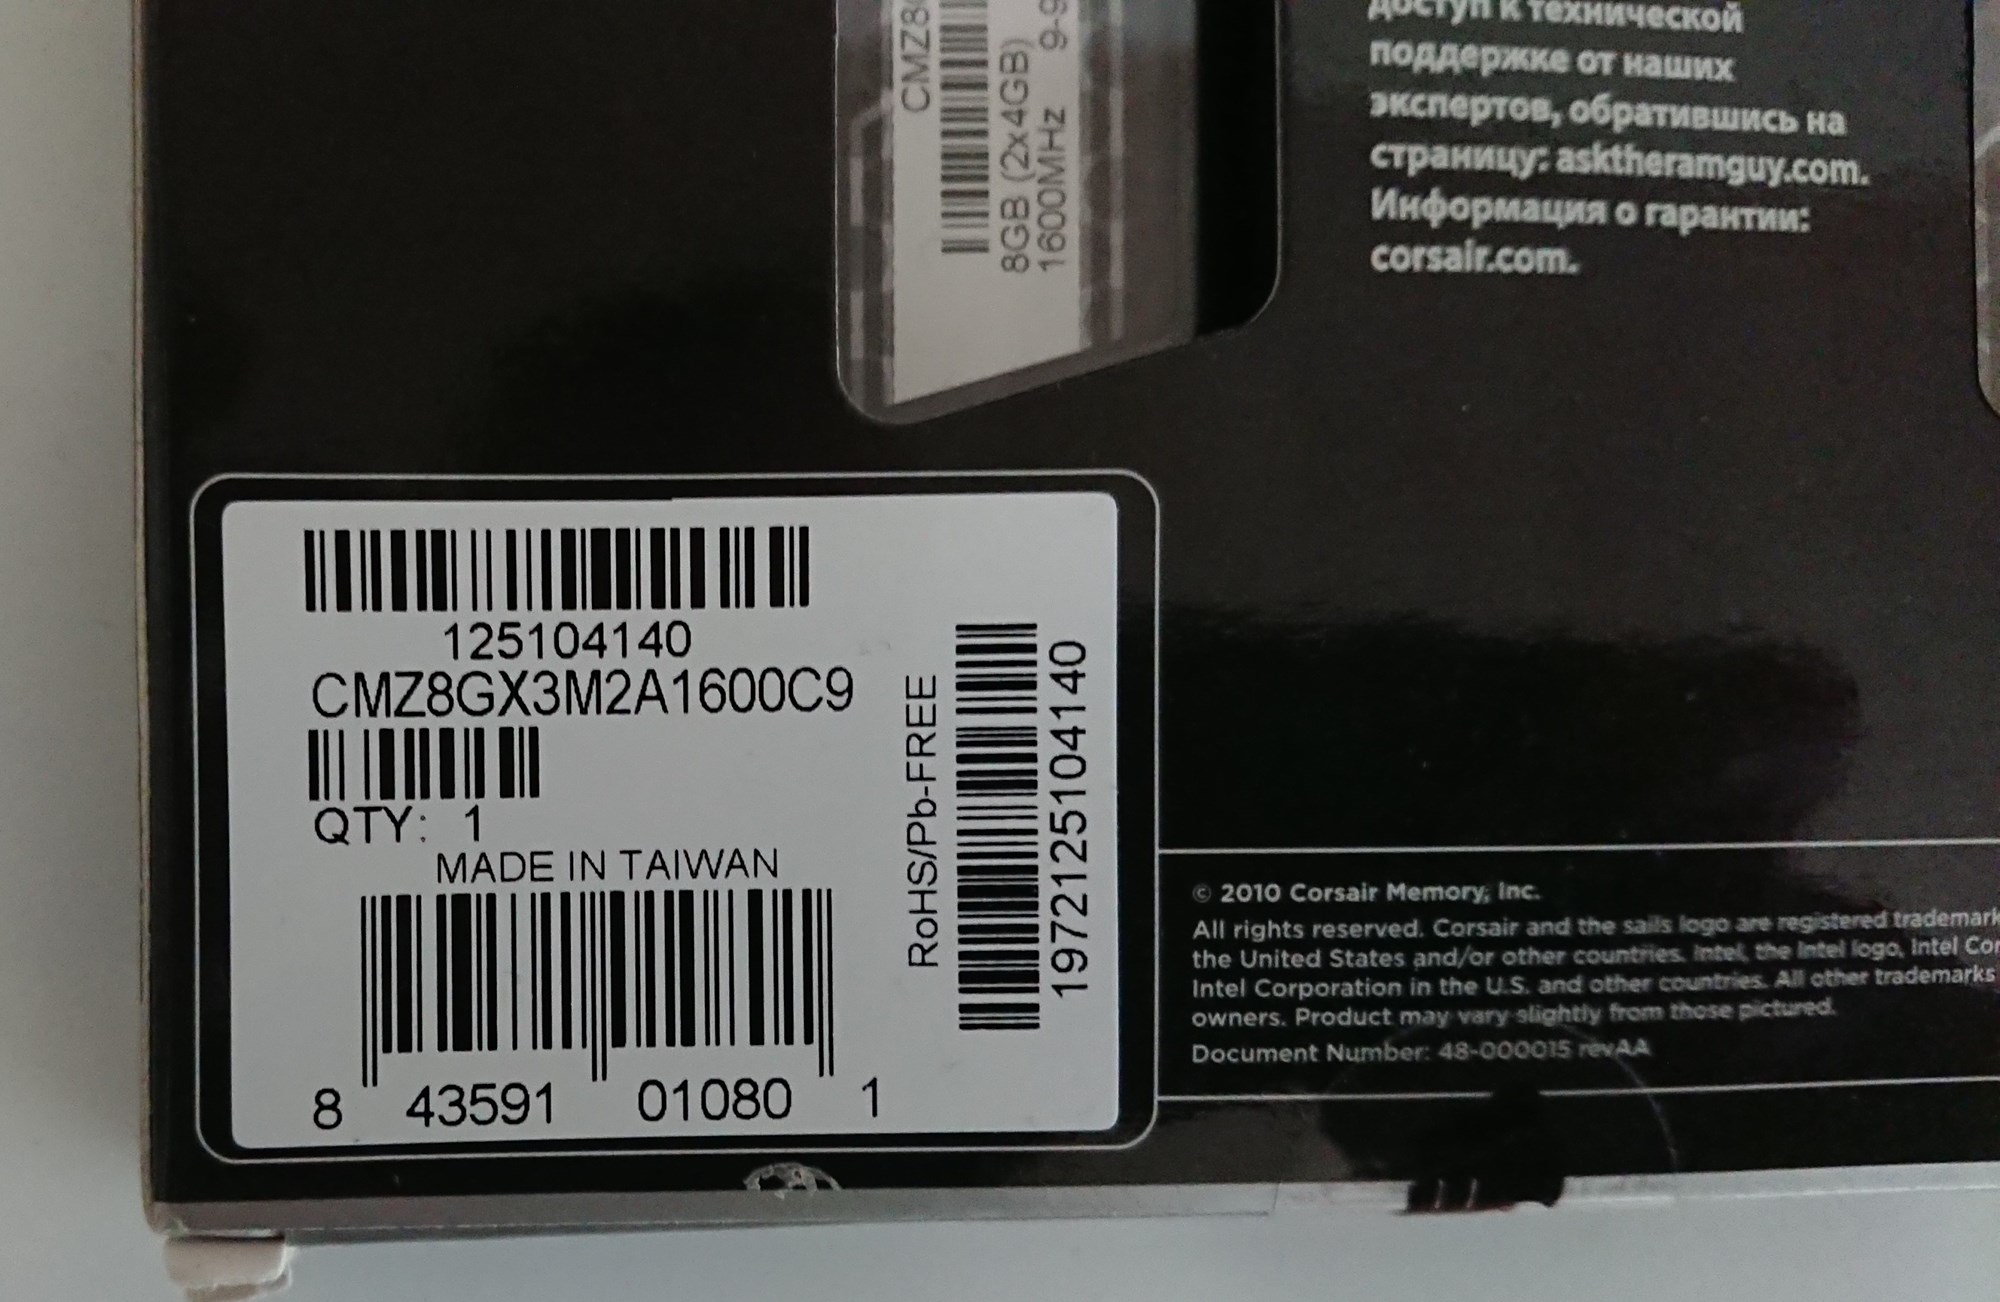 CMZ8
8GB (2x4GB)
1600MHz 9-9
доступ к технической
поддержке от наших
экспертов, обратившись на
страницу: asktheramguy.com.
Информация о гарантии:
corsair.com.
125104140
CMZ8GX3M2A1600C9
QTY: 1
MADE IN TAIWAN
8 43591 01080 1
RoHS/Pb-FREE
1972125104140
© 2010 Corsair Memory, Inc.
All rights reserved. Corsair and the sails logo are registered trademark
the United States and/or other countries. Intel, the Intel logo, Intel Cor
Intel Corporation in the U.S. and other countries. All other trademarks
owners. Product may vary slightly from those pictured.
Document Number: 48-000015 revAA